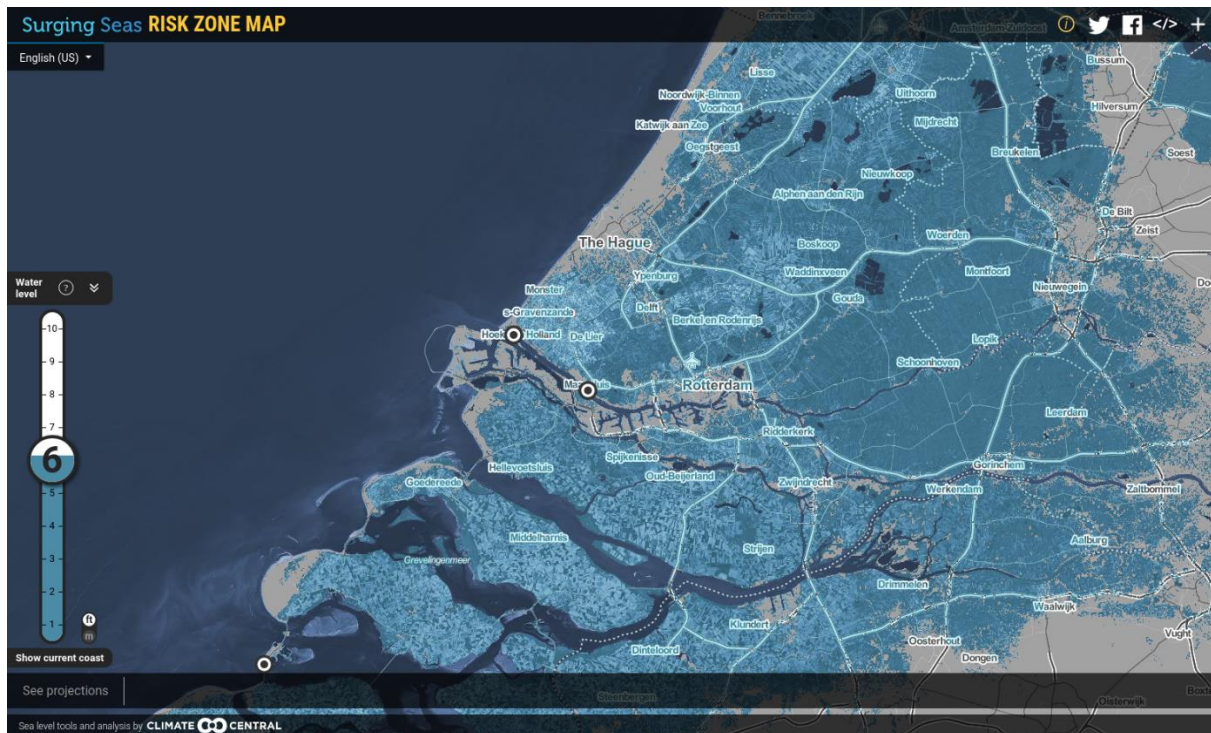 Surging Seas RISK ZONE MAP
</>
+
English (US)
Bennebroek
Amsterdam-Zuidoost
Bussum
Lisse
Noordwijk-Binnen
Voorhout
Uithoorn
Hilversum
Katwijk aan Zee
Mijdrecht
Oegstgeest
Breukelen
Soest
Nieuwkoop
Alphen aan den Rijn
De Bilt
Zeist
The Hague
Boskoop
Woerden
Ypenburg
Waddinxveen
Montfoort
Water
level
?
Monster
Nieuwegein
Gouda
s-Gravenzande
Delft
Berkel en Rodenrijs
10
Holland
De Lier
Lopik
9
Schoonhoven
8
Rotterdam
Leerdam
7
Ridderkerk
6
Spijkenisse
Gorinchem
Hellevoetsluis
Oud-Beijerland
5
Goedereede
Zwijndrecht
Werkendam
Zaltbommel
4
Middelharnis
Aalburg
3
Grevelingenmeer
Strijen
Drimmelen
2
Waalwijk
ft
1
Klundert
m
Vught
Oosterhout
Show current coast
Dinteloord
Dongen
See projections
Steenbergen
Oisterwijk
Sea level tools and analysis by CLIMATE CENTRAL